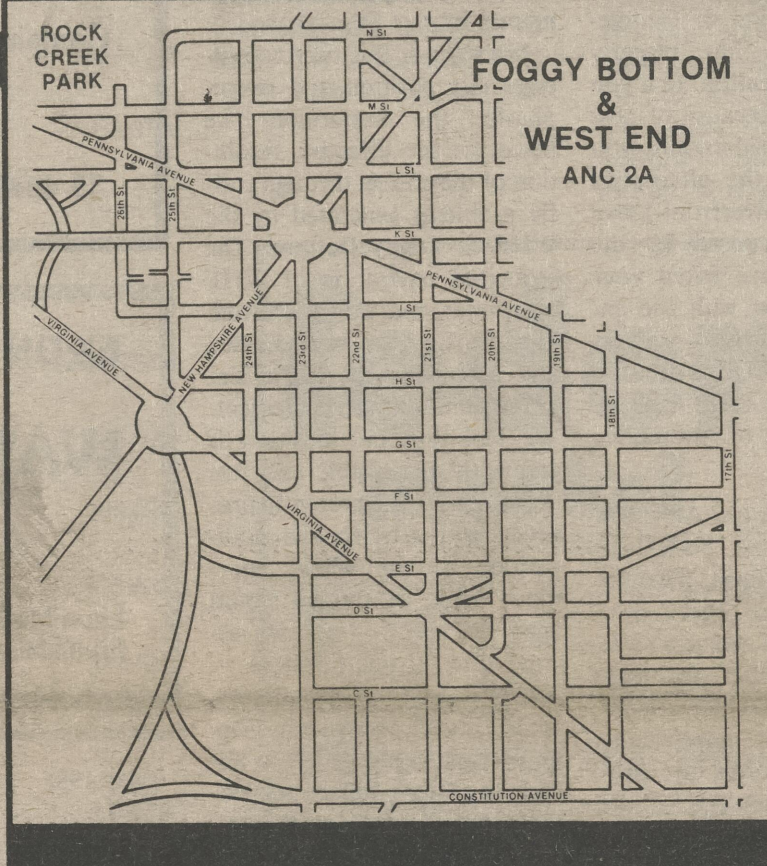 ROCK
CREEK
PARK
FOGGY BOTTOM
&
WEST END
ANC 2A
N St
M St
PENNSYLVANIA AVENUE
L St
26th St
25th St
K St
PENNSYLVANIA AVENUE
I St
VIRGINIA AVENUE
NEW HAMPSHIRE AVENUE
24th St
23rd St
22nd St
21st St
20th St
19th St
18th St
17th St
H St
G St
F St
VIRGINIA AVENUE
E St
D St
C St
CONSTITUTION AVENUE